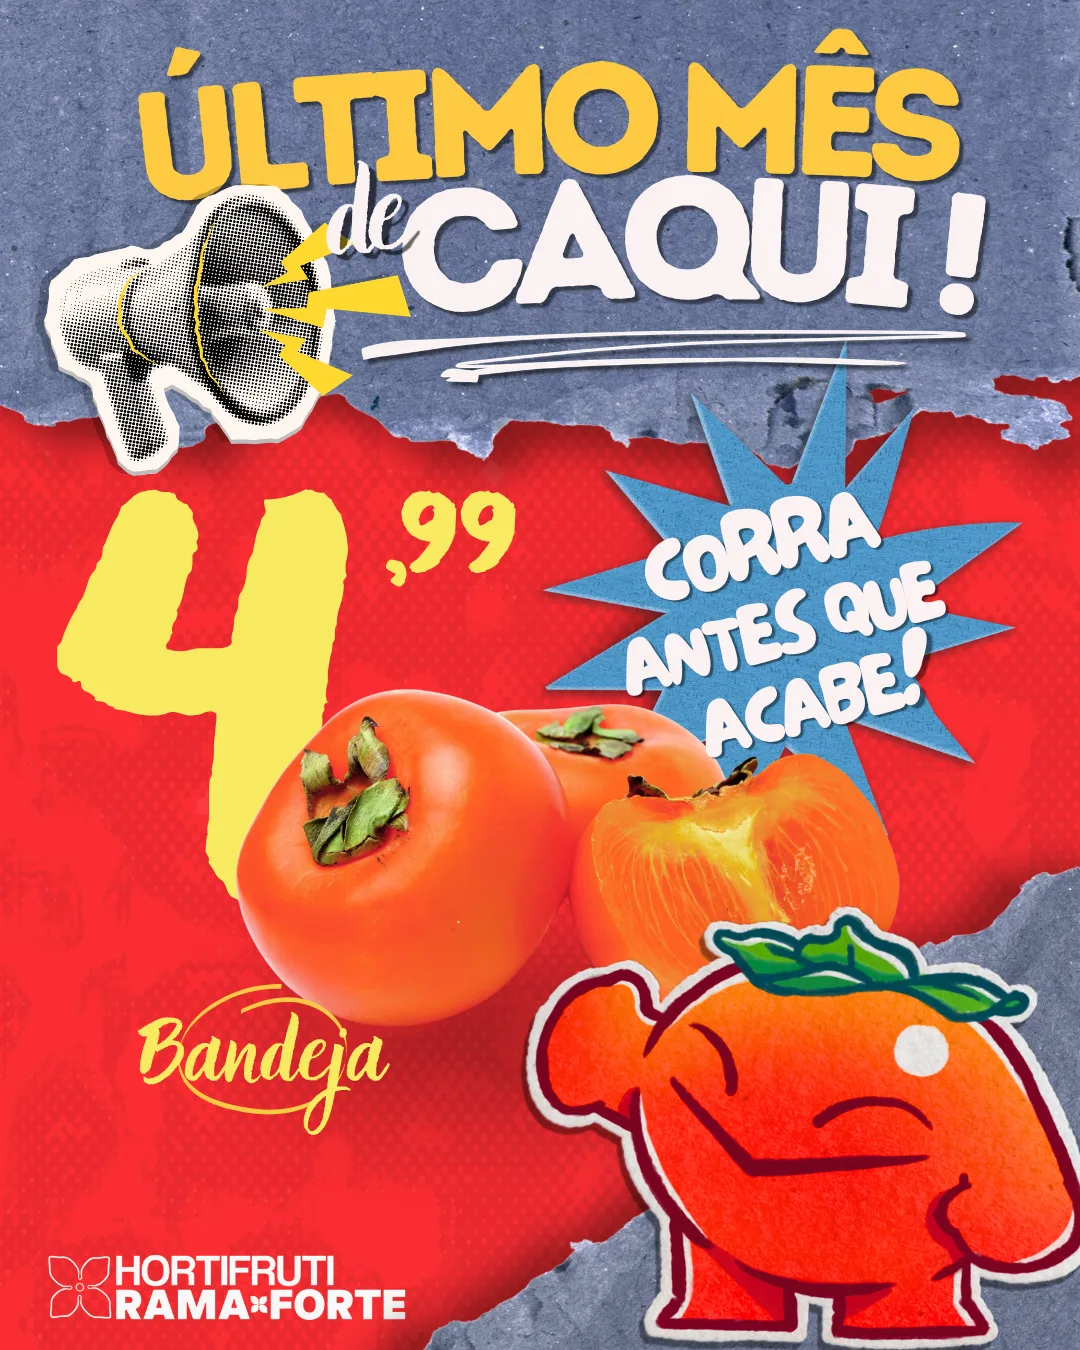 ÚLTIMO MÊS
de CAQUI!
4,99
CORRA
ANTES QUE
ACABE!
Bandeja
HORTIFRUTI
RAMA FORTE